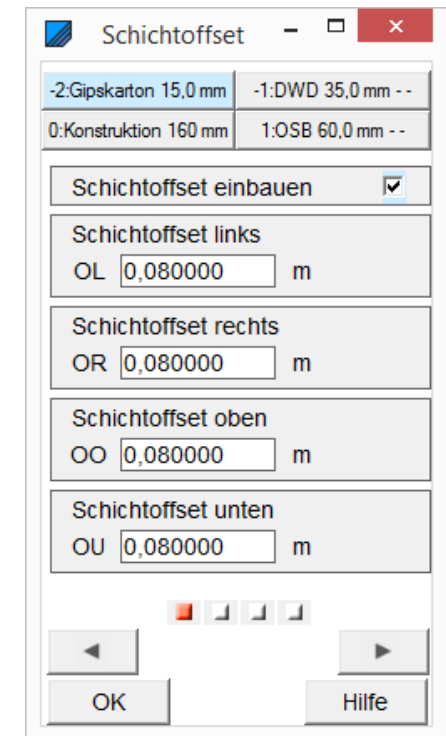 Schichtoffset
-2:Gipskarton 15,0 mm -1:DWD 35,0 mm - -
0:Konstruktion 160 mm 1:OSB 60,0 mm - -
Schichtoffset einbauen
Schichtoffset links
OL 0,080000 m
Schichtoffset rechts
OR 0,080000 m
Schichtoffset oben
OO 0,080000 m
Schichtoffset unten
OU 0,080000 m
OK Hilfe